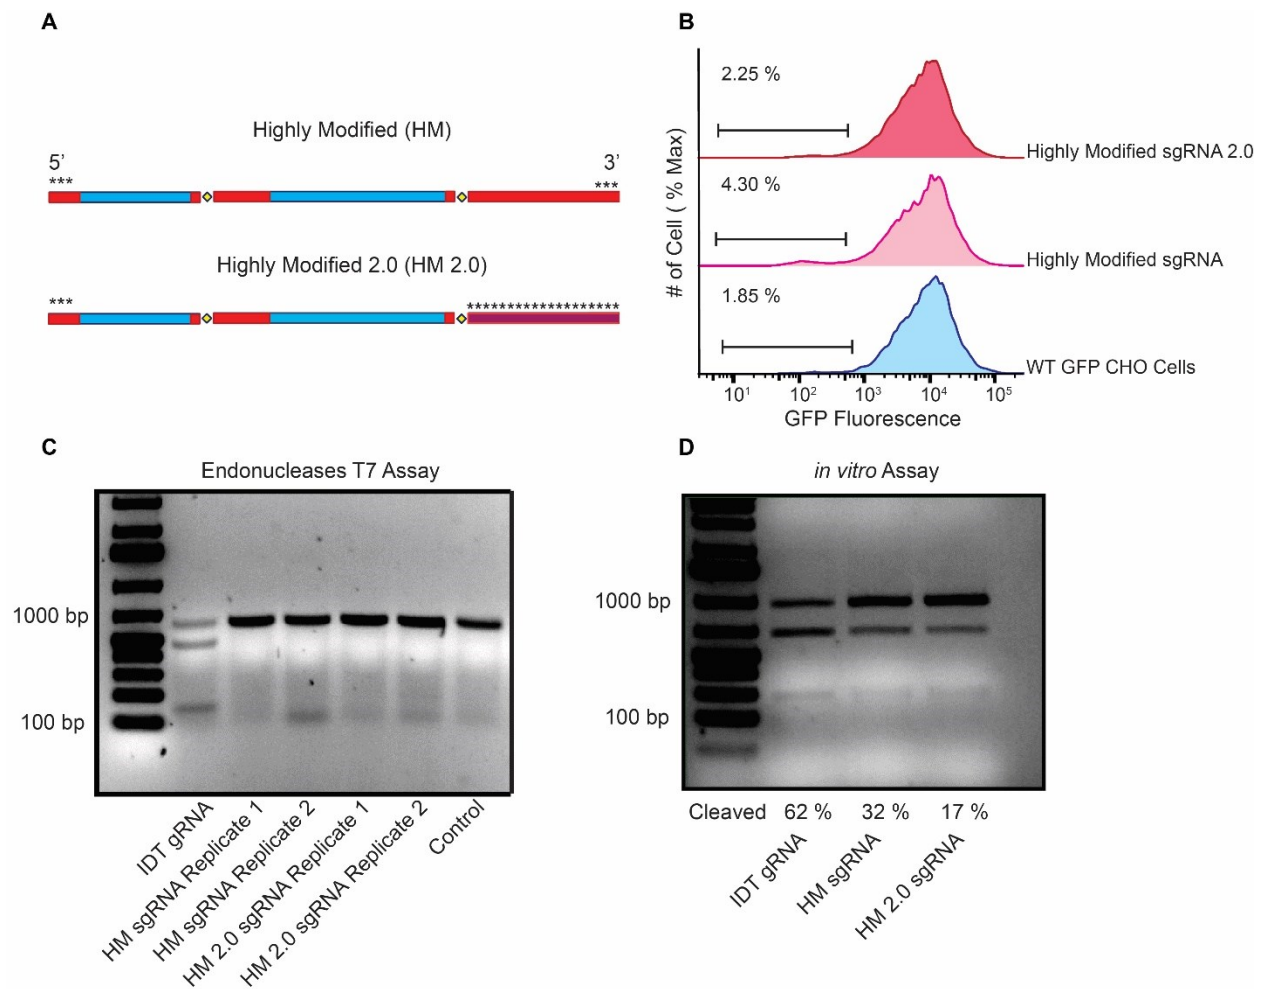 A
Highly Modified (HM)
5’
3’
***
***
Highly Modified 2.0 (HM 2.0)
***
******************
B
# of Cell ( % Max)
2.25 %
Highly Modified sgRNA 2.0
4.30 %
Highly Modified sgRNA
1.85 %
WT GFP CHO Cells
10¹ 10² 10³ 10⁴ 10⁵
GFP Fluorescence
C
Endonucleases T7 Assay
1000 bp
100 bp
IDT gRNA
HM sgRNA Replicate 1
HM sgRNA Replicate 2
HM 2.0 sgRNA Replicate 1
HM 2.0 sgRNA Replicate 2
Control
D
in vitro Assay
1000 bp
100 bp
Cleaved 62 % 32 % 17 %
IDT gRNA
HM sgRNA
HM 2.0 sgRNA